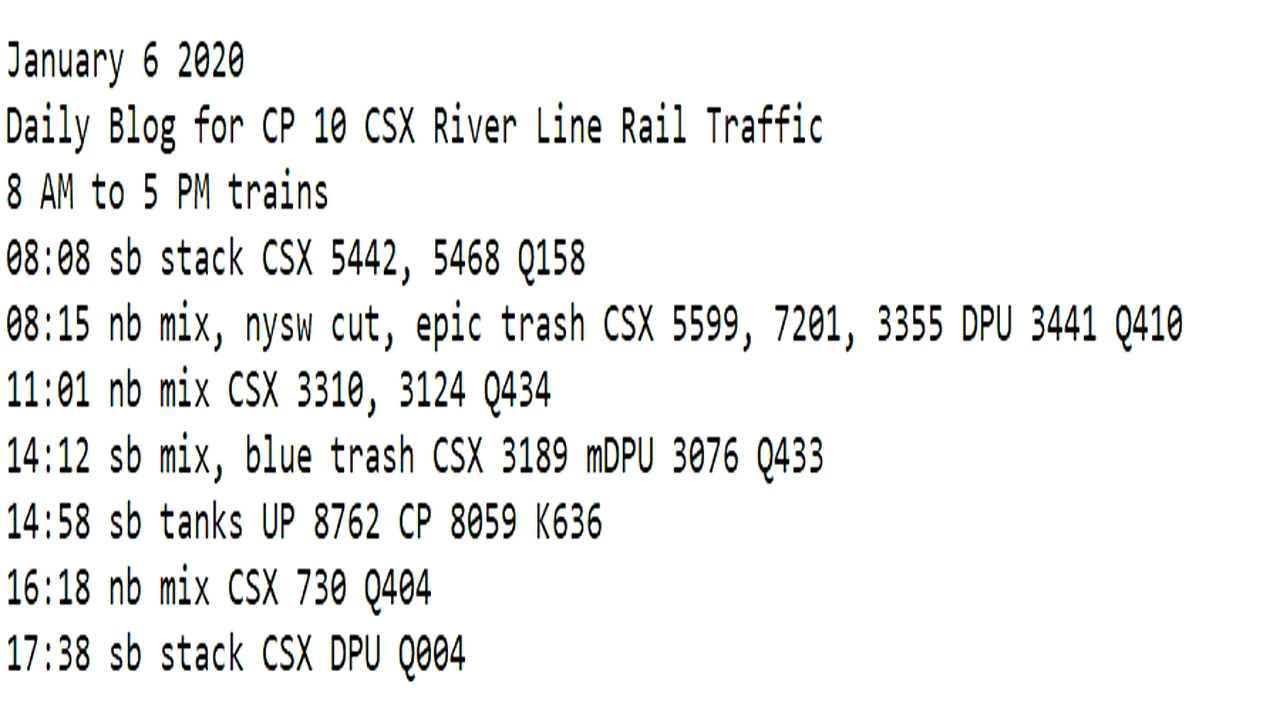 January 6 2020
Daily Blog for CP 10 CSX River Line Rail Traffic
8 AM to 5 PM trains
08:08 sb stack CSX 5442, 5468 Q158
08:15 nb mix, nysw cut, epic trash CSX 5599, 7201, 3355 DPU 3441 Q410
11:01 nb mix CSX 3310, 3124 Q434
14:12 sb mix, blue trash CSX 3189 mDPU 3076 Q433
14:58 sb tanks UP 8762 CP 8059 K636
16:18 nb mix CSX 730 Q404
17:38 sb stack CSX DPU Q004